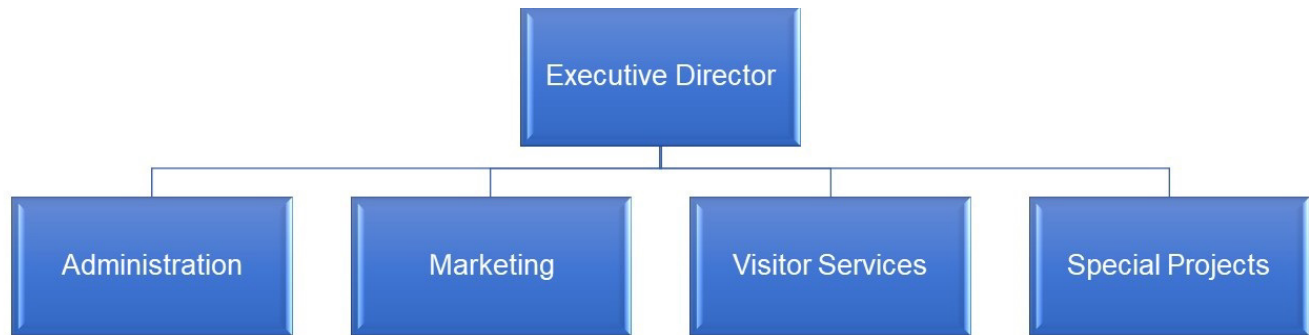 Executive Director
Administration
Marketing
Visitor Services
Special Projects